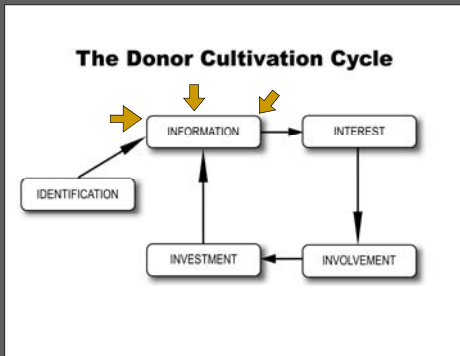 The Donor Cultivation Cycle
INFORMATION
INTEREST
IDENTIFICATION
INVESTMENT
INVOLVEMENT